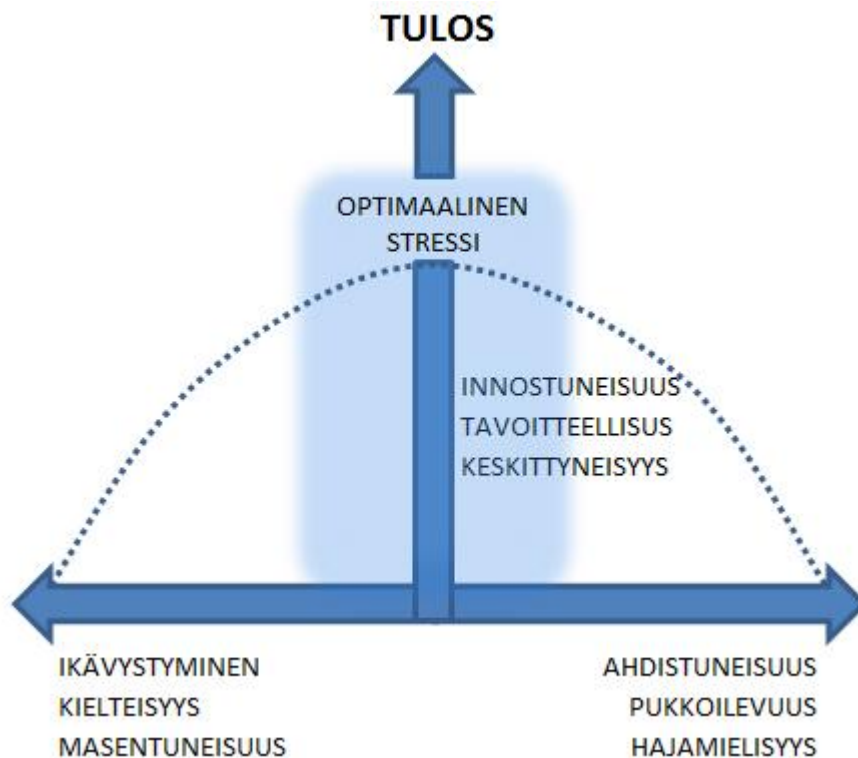 TULOS
OPTIMAALINEN
STRESSI
INNOSTUNEISUUS
TAVOITTEELLISUS
KESKITTYNEISYYS
IKÄVYSTYMINEN
KIELTEISYYS
MASENTUNEISUUS
AHDISTUNEISUUS
PUKKOILEVUUS
HAJAMIELISYYS